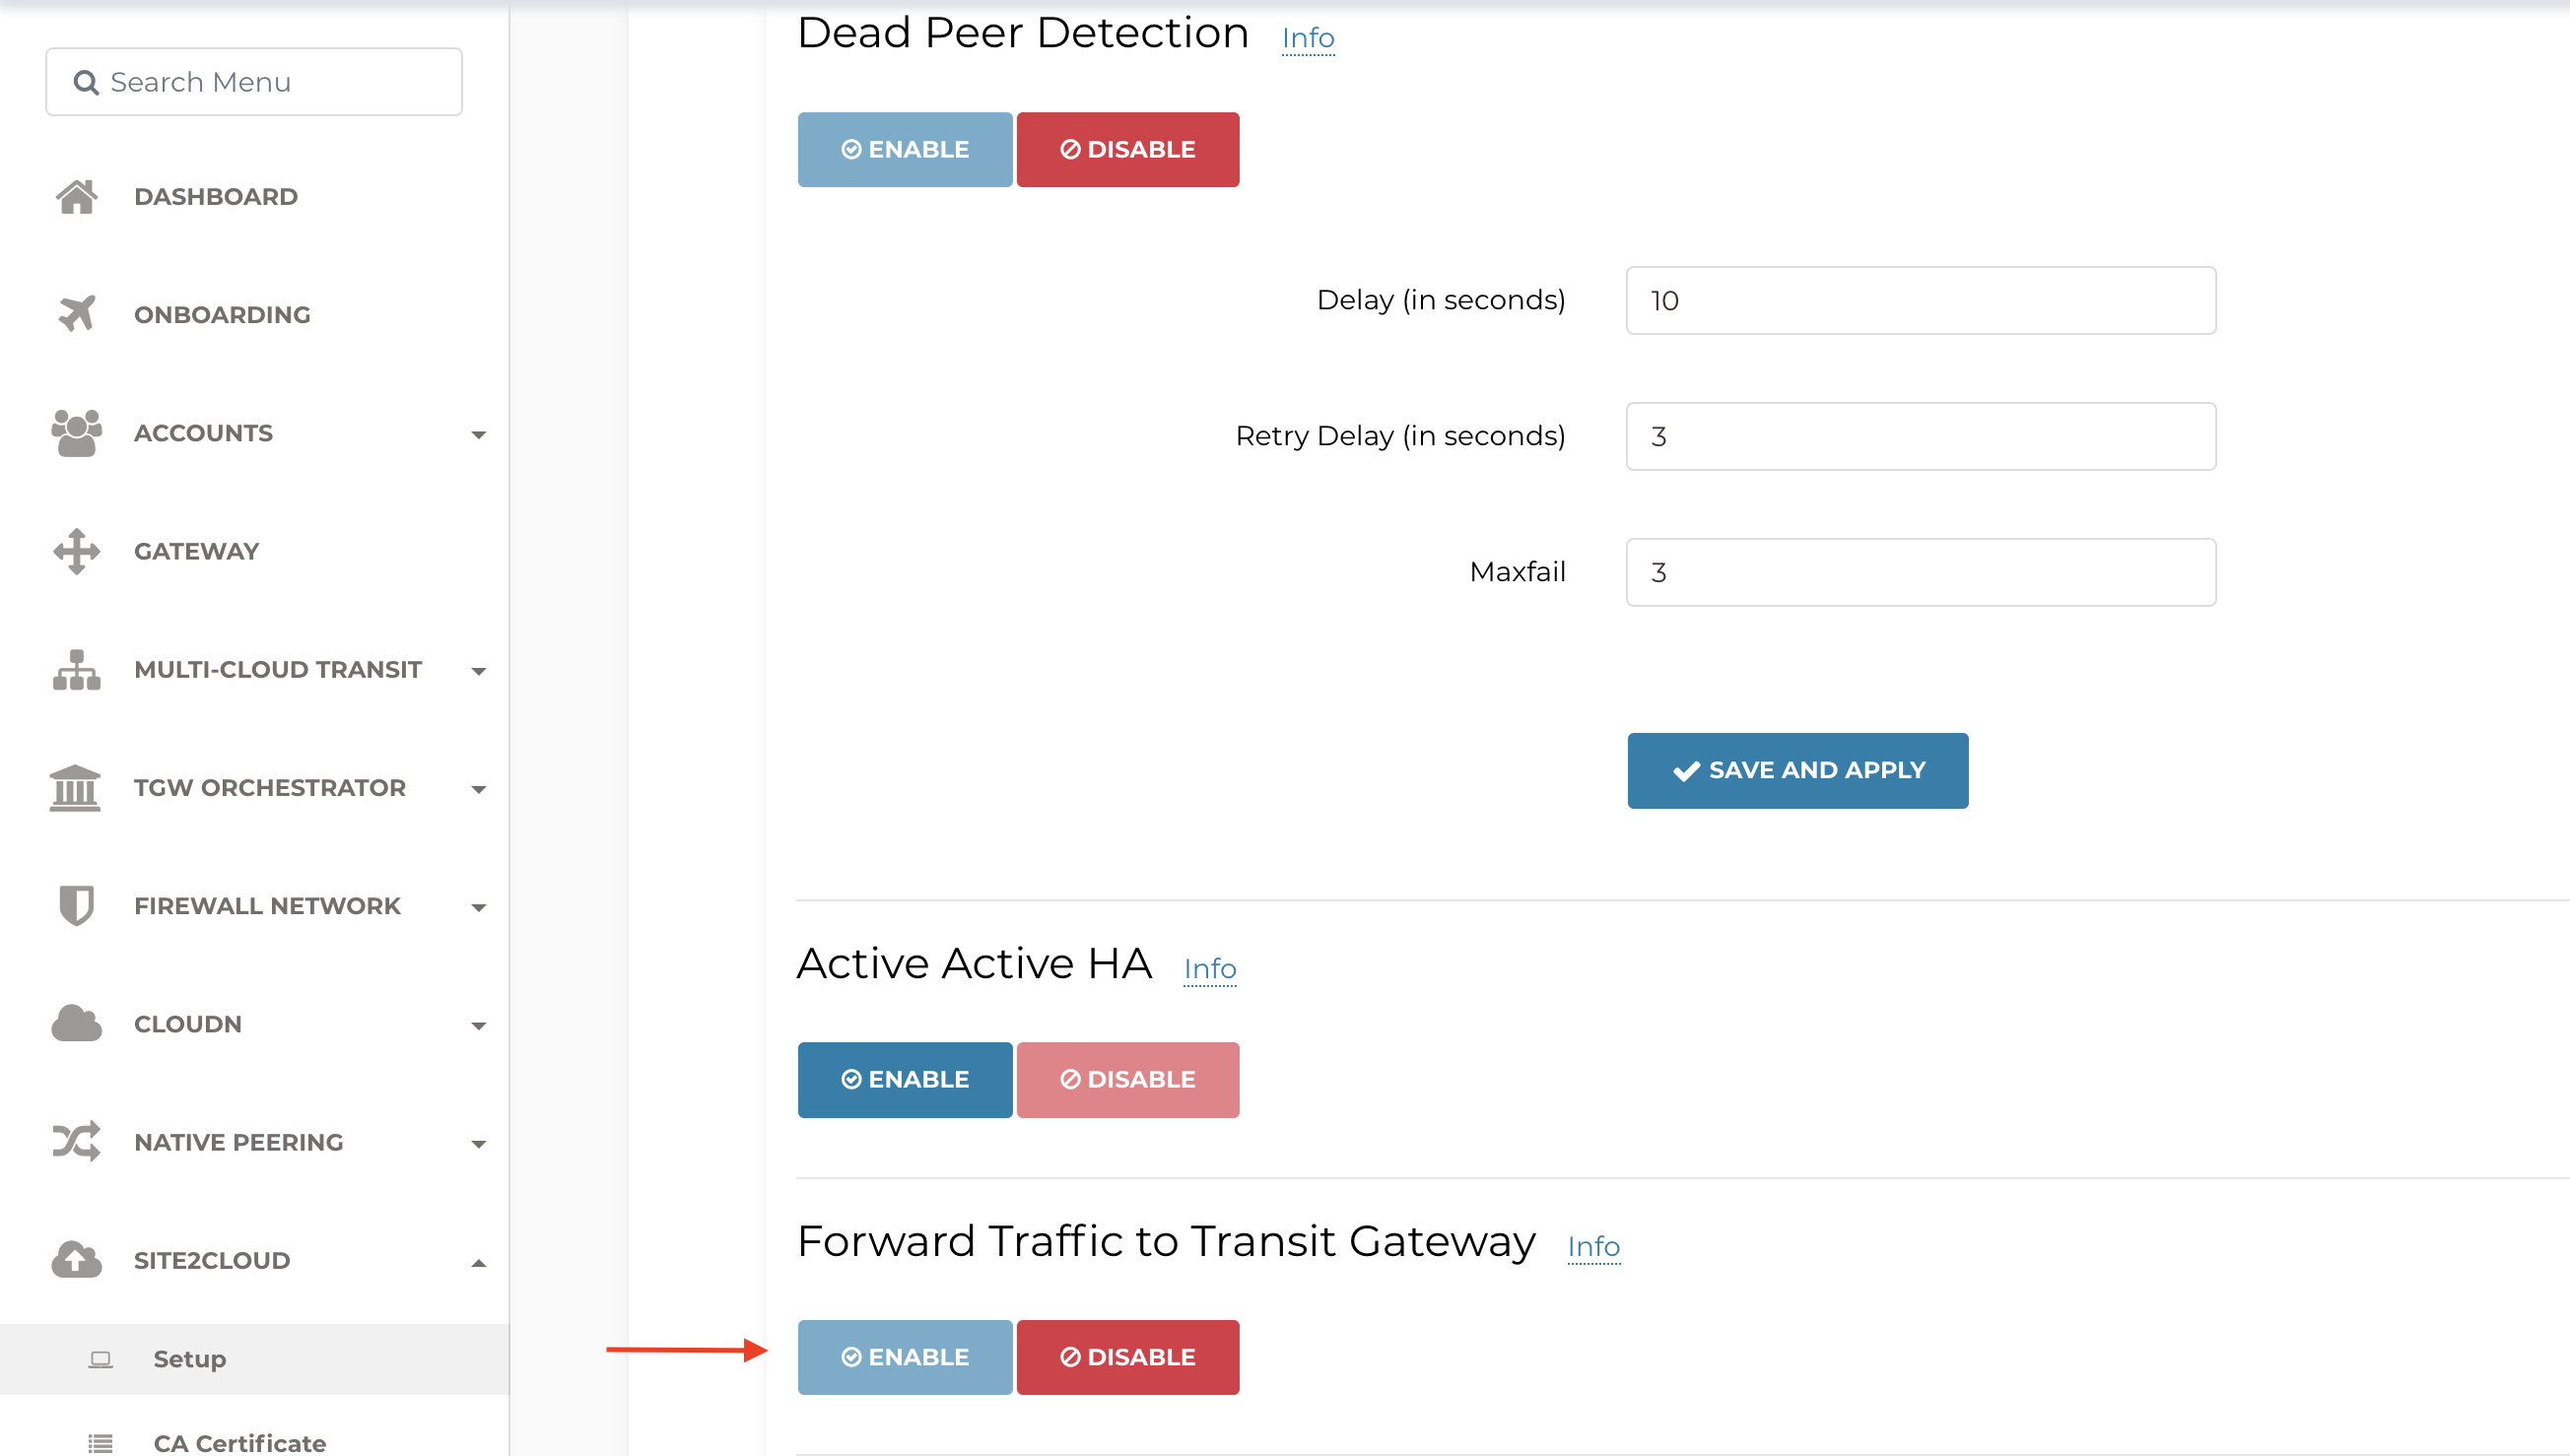 Search Menu
DASHBOARD
ONBOARDING
ACCOUNTS
GATEWAY
MULTI-CLOUD TRANSIT
TGW ORCHESTRATOR
FIREWALL NETWORK
CLOUDN
NATIVE PEERING
SITE2CLOUD
Setup
CA Certificate
Dead Peer Detection Info
ENABLE DISABLE
Delay (in seconds) 10
Retry Delay (in seconds) 3
Maxfail 3
SAVE AND APPLY
Active Active HA Info
ENABLE DISABLE
Forward Traffic to Transit Gateway Info
ENABLE DISABLE